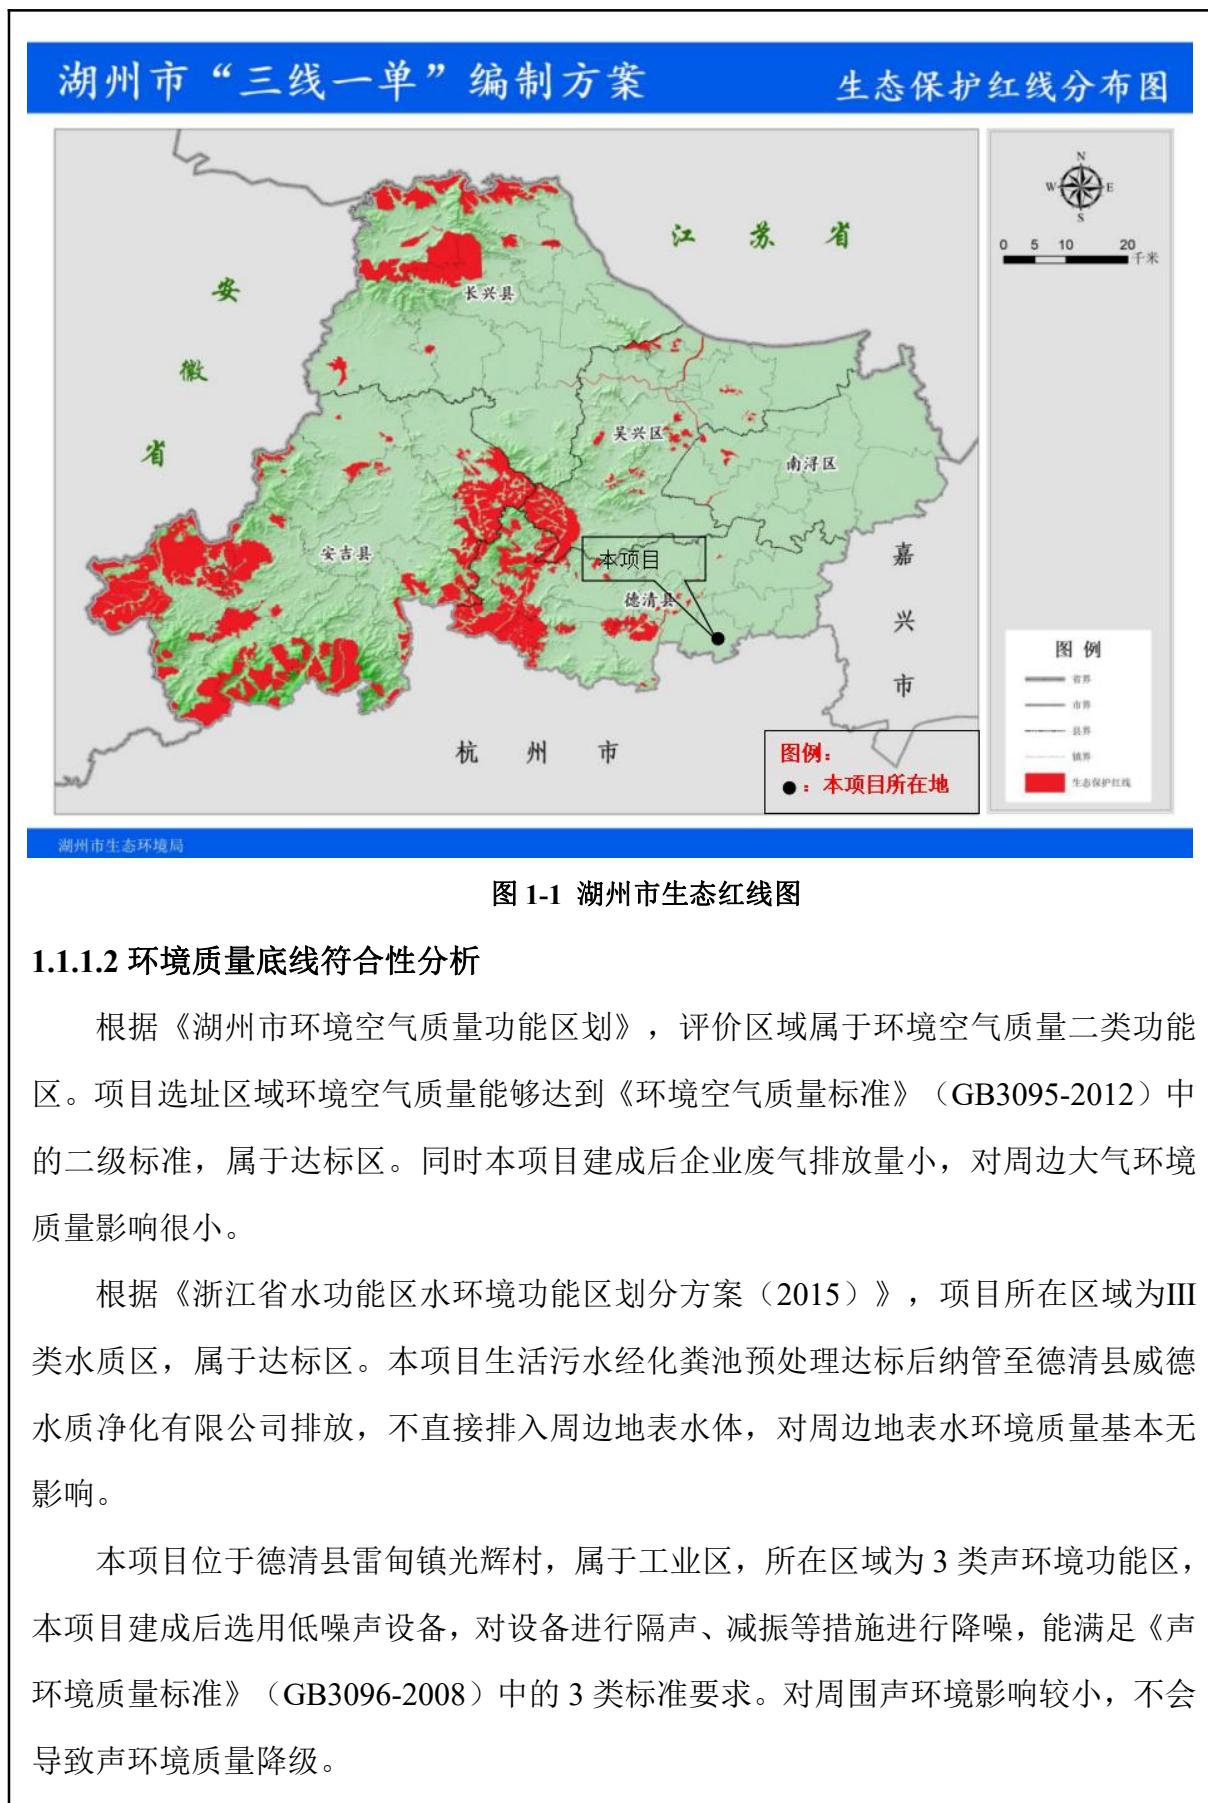 湖州市“三线一单”编制方案
生态保护红线分布图
N
W E
S
0 5 10 20
千米
江苏省
安徽省
长兴县
吴兴区
南浔区
安吉县
本项目
德清县
嘉兴市
杭州市
图例：
●：本项目所在地
图例
省界
市界
县界
镇界
生态保护红线
湖州市生态环境局
图 1-1 湖州市生态红线图
1.1.1.2 环境质量底线符合性分析
根据《湖州市环境空气质量功能区划》，评价区域属于环境空气质量二类功能
区。项目选址区域环境空气质量能够达到《环境空气质量标准》（GB3095-2012）中
的二级标准，属于达标区。同时本项目建成后企业废气排放量小，对周边大气环境
质量影响很小。
根据《浙江省水功能区水环境功能区划分方案（2015）》，项目所在区域为III
类水质区，属于达标区。本项目生活污水经化粪池预处理达标后纳管至德清县威德
水质净化有限公司排放，不直接排入周边地表水体，对周边地表水环境质量基本无
影响。
本项目位于德清县雷甸镇光辉村，属于工业区，所在区域为 3 类声环境功能区，
本项目建成后选用低噪声设备，对设备进行隔声、减振等措施进行降噪，能满足《声
环境质量标准》（GB3096-2008）中的 3 类标准要求。对周围声环境影响较小，不会
导致声环境质量降级。